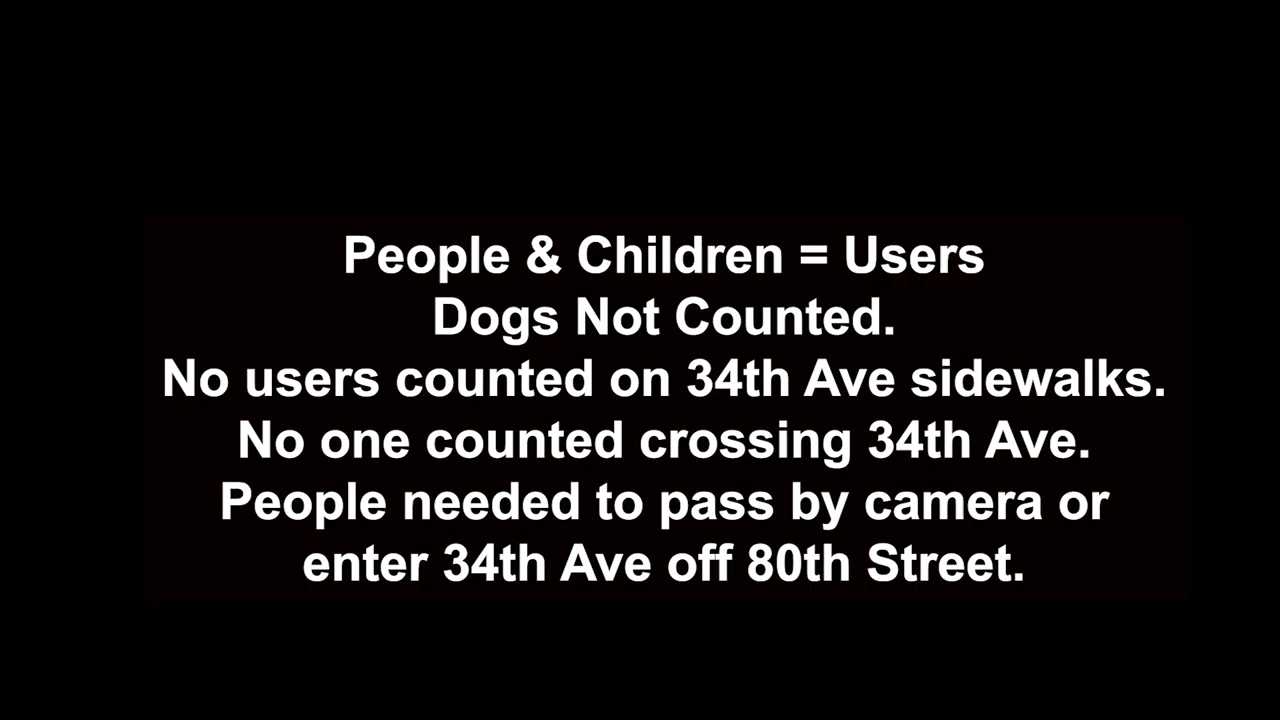 People & Children = Users
Dogs Not Counted.
No users counted on 34th Ave sidewalks.
No one counted crossing 34th Ave.
People needed to pass by camera or
enter 34th Ave off 80th Street.